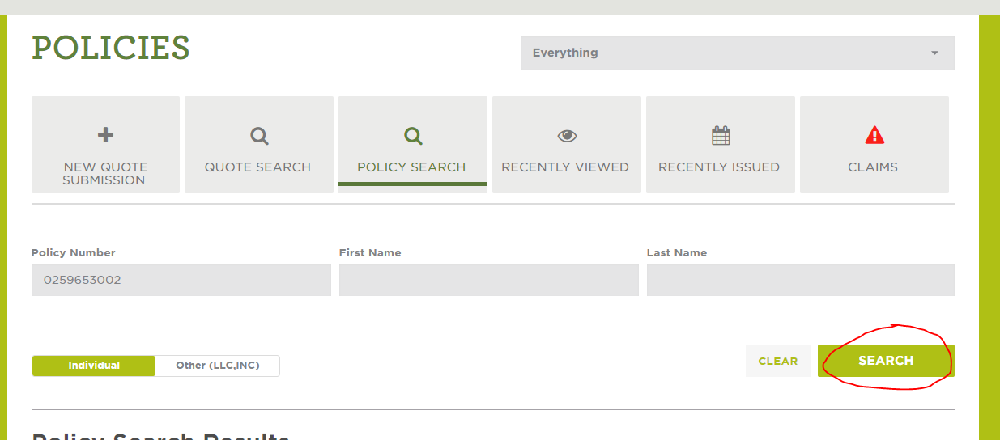 POLICIES
Everything
NEW QUOTE
SUBMISSION
QUOTE SEARCH
POLICY SEARCH
RECENTLY VIEWED
RECENTLY ISSUED
CLAIMS
Policy Number
First Name
Last Name
0259653002
Individual
Other (LLC,INC)
CLEAR
SEARCH
Policy Search Results